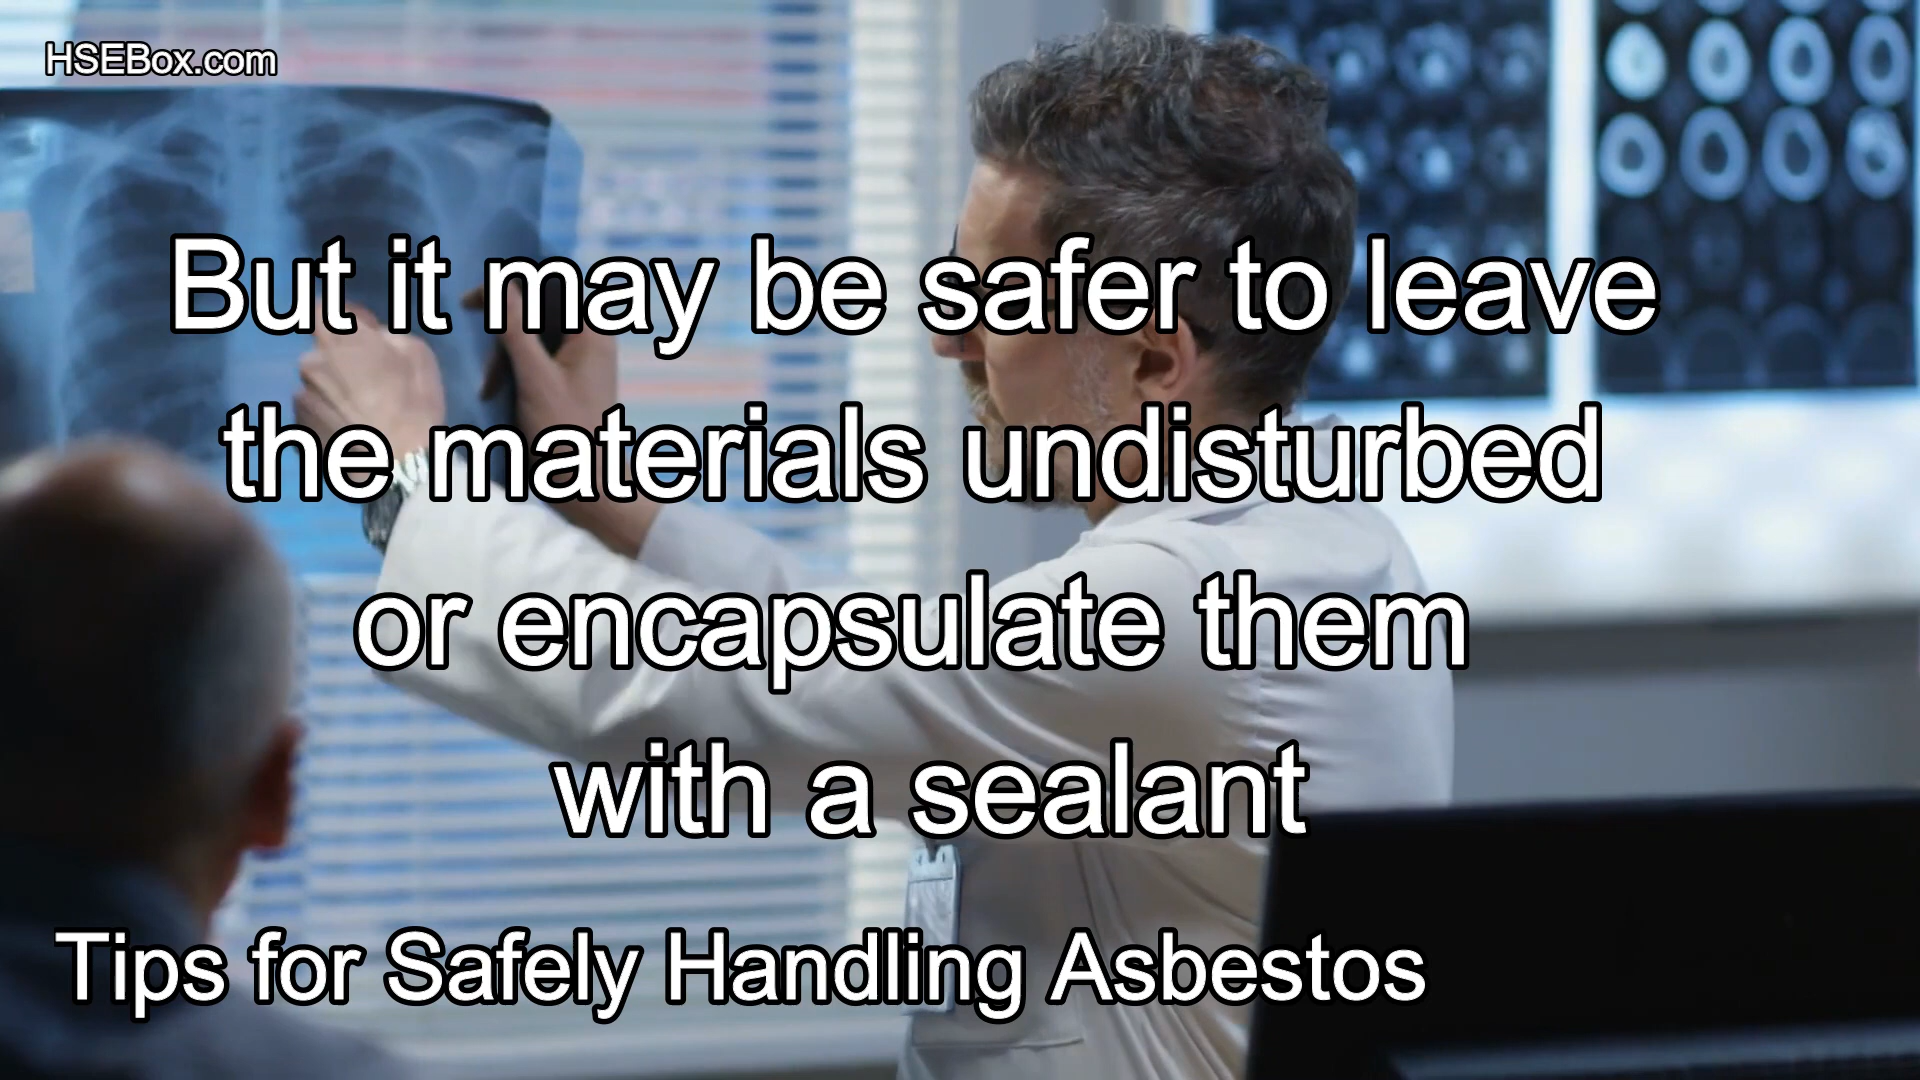 HSEBox.com
But it may be safer to leave
the materials undisturbed
or encapsulate them
with a sealant
Tips for Safely Handling Asbestos